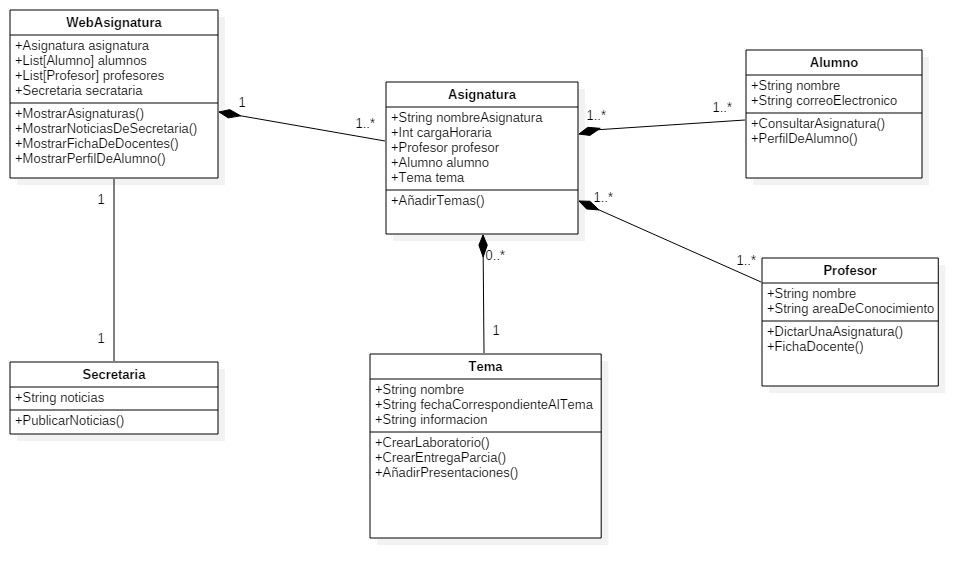 WebAsignatura
+Asignatura asignatura
+List[Alumno] alumnos
+List[Profesor] profesores
+Secretaria secrataria
+MostrarAsignaturas()
+MostrarNoticiasDeSecretaria()
+MostrarFichaDeDocentes()
+MostrarPerfilDeAlumno()
1
1..*
Asignatura
+String nombreAsignatura
+Int cargaHoraria
+Profesor profesor
+Alumno alumno
+Tema tema
+AñadirTemas()
1..*
1..*
Alumno
+String nombre
+String correoElectronico
+ConsultarAsignatura()
+PerfilDeAlumno()
1..*
1..*
Profesor
+String nombre
+String areaDeConocimiento
+DictarUnaAsignatura()
+FichaDocente()
1
1
Secretaria
+String noticias
+PublicarNoticias()
0..*
1
Tema
+String nombre
+String fechaCorrespondienteAlTema
+String informacion
+CrearLaboratorio()
+CrearEntregaParcia()
+AñadirPresentaciones()